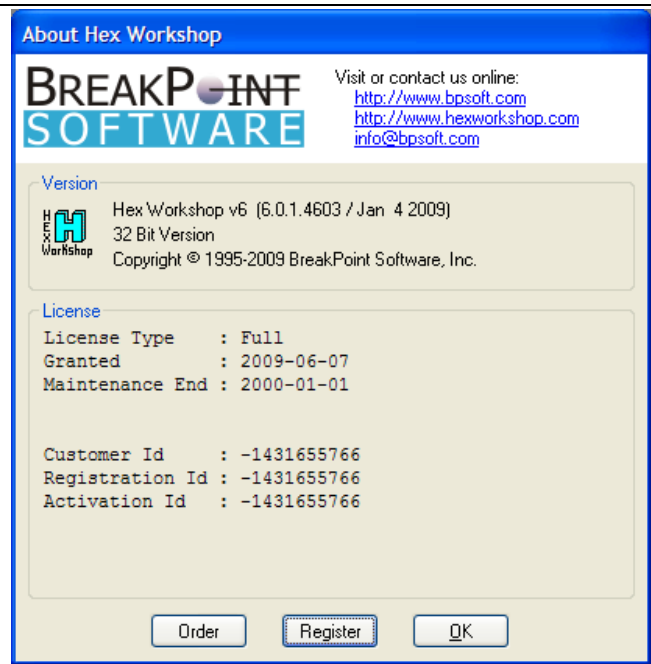 About Hex Workshop
BREAKPOINT
SOFTWARE
Visit or contact us online:
http://www.bpsoft.com
http://www.hexworkshop.com
info@bpsoft.com
Version
HEX
Workshop
Hex Workshop v6 (6.0.1.4603 / Jan 4 2009)
32 Bit Version
Copyright © 1995-2009 BreakPoint Software, Inc.
License
License Type : Full
Granted : 2009-06-07
Maintenance End : 2000-01-01
Customer Id : -1431655766
Registration Id : -1431655766
Activation Id : -1431655766
Order Register OK